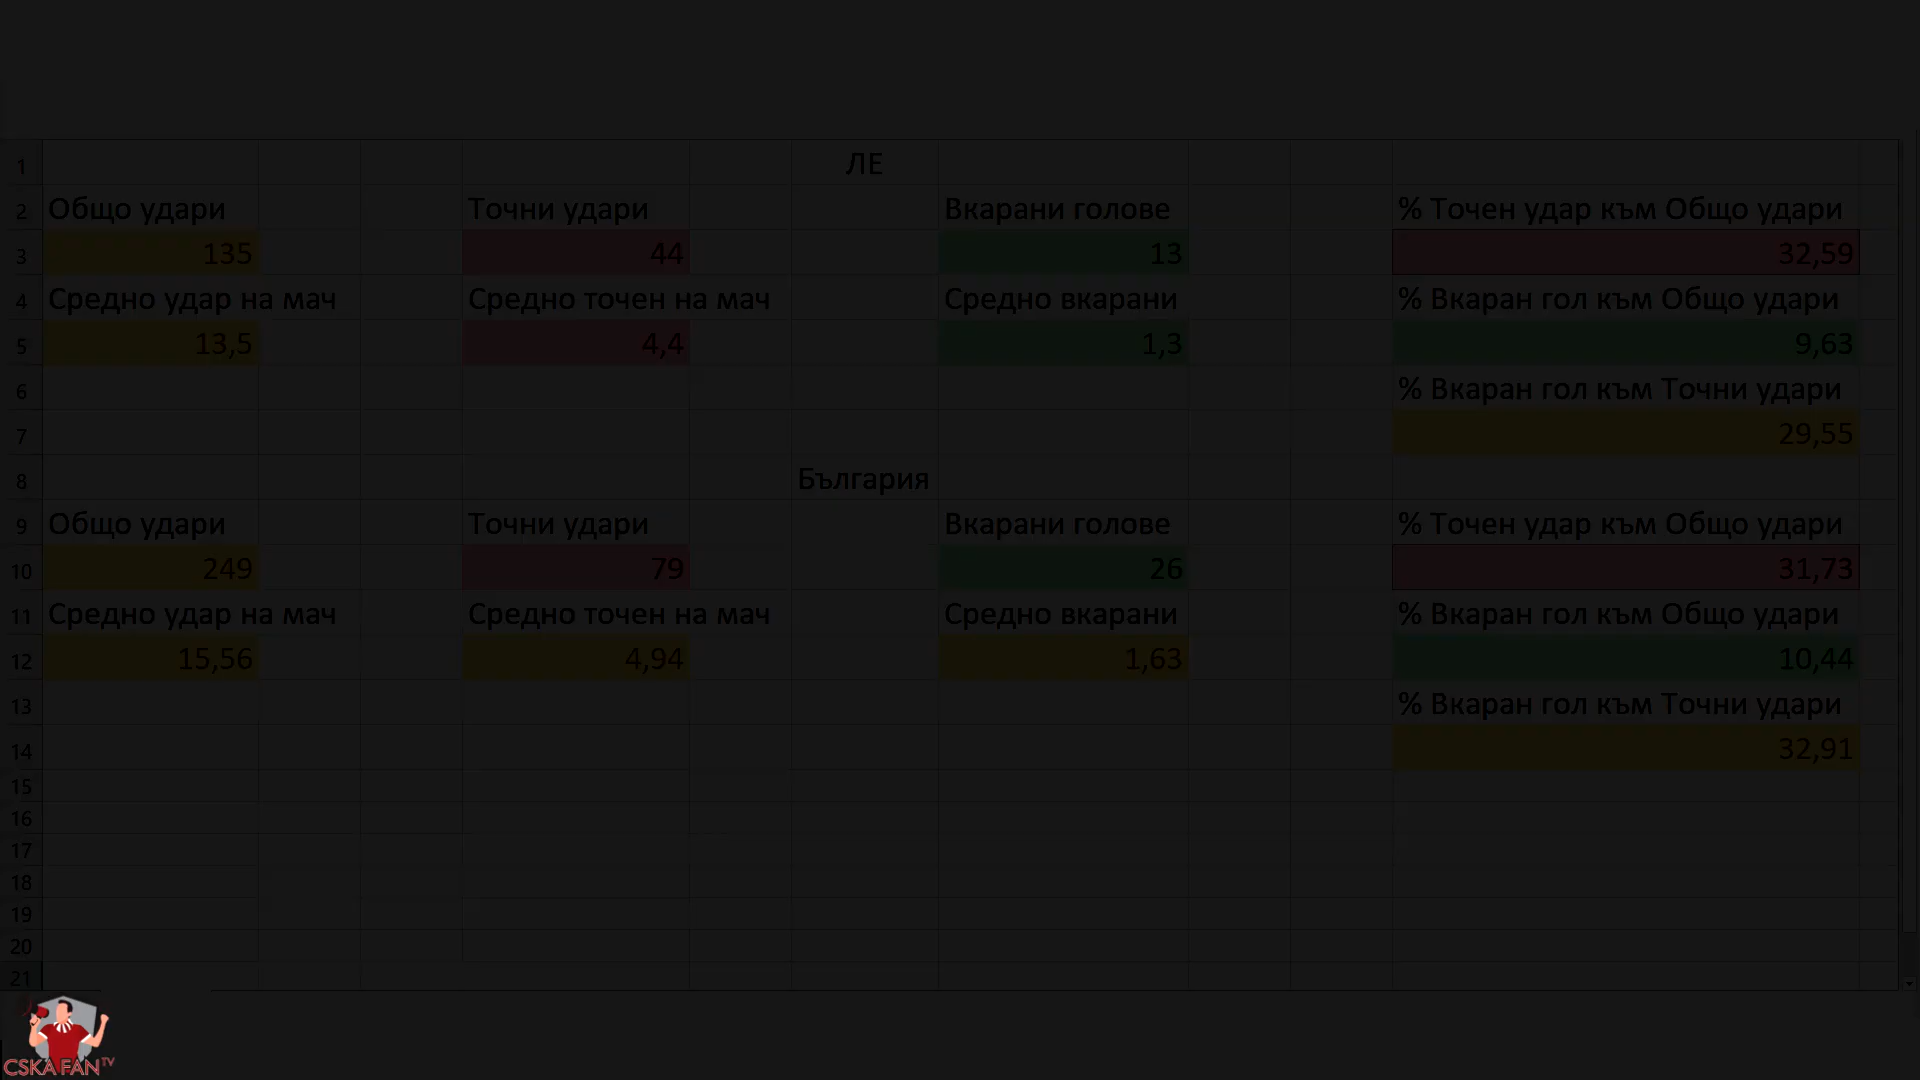 1 ЛЕ
2 Общо удари Точни удари Вкарани голове % Точен удар към Общо удари
3 135 44 13 32,59
4 Средно удар на мач Средно точен на мач Средно вкарани % Вкаран гол към Общо удари
5 13,5 4,4 1,3 9,63
6 % Вкаран гол към Точни удари
7 29,55
8 България
9 Общо удари Точни удари Вкарани голове % Точен удар към Общо удари
10 249 79 26 31,73
11 Средно удар на мач Средно точен на мач Средно вкарани % Вкаран гол към Общо удари
12 15,56 4,94 1,63 10,44
13 % Вкаран гол към Точни удари
14 32,91
15
16
17
18
19
20
21
CSKA FAN TV